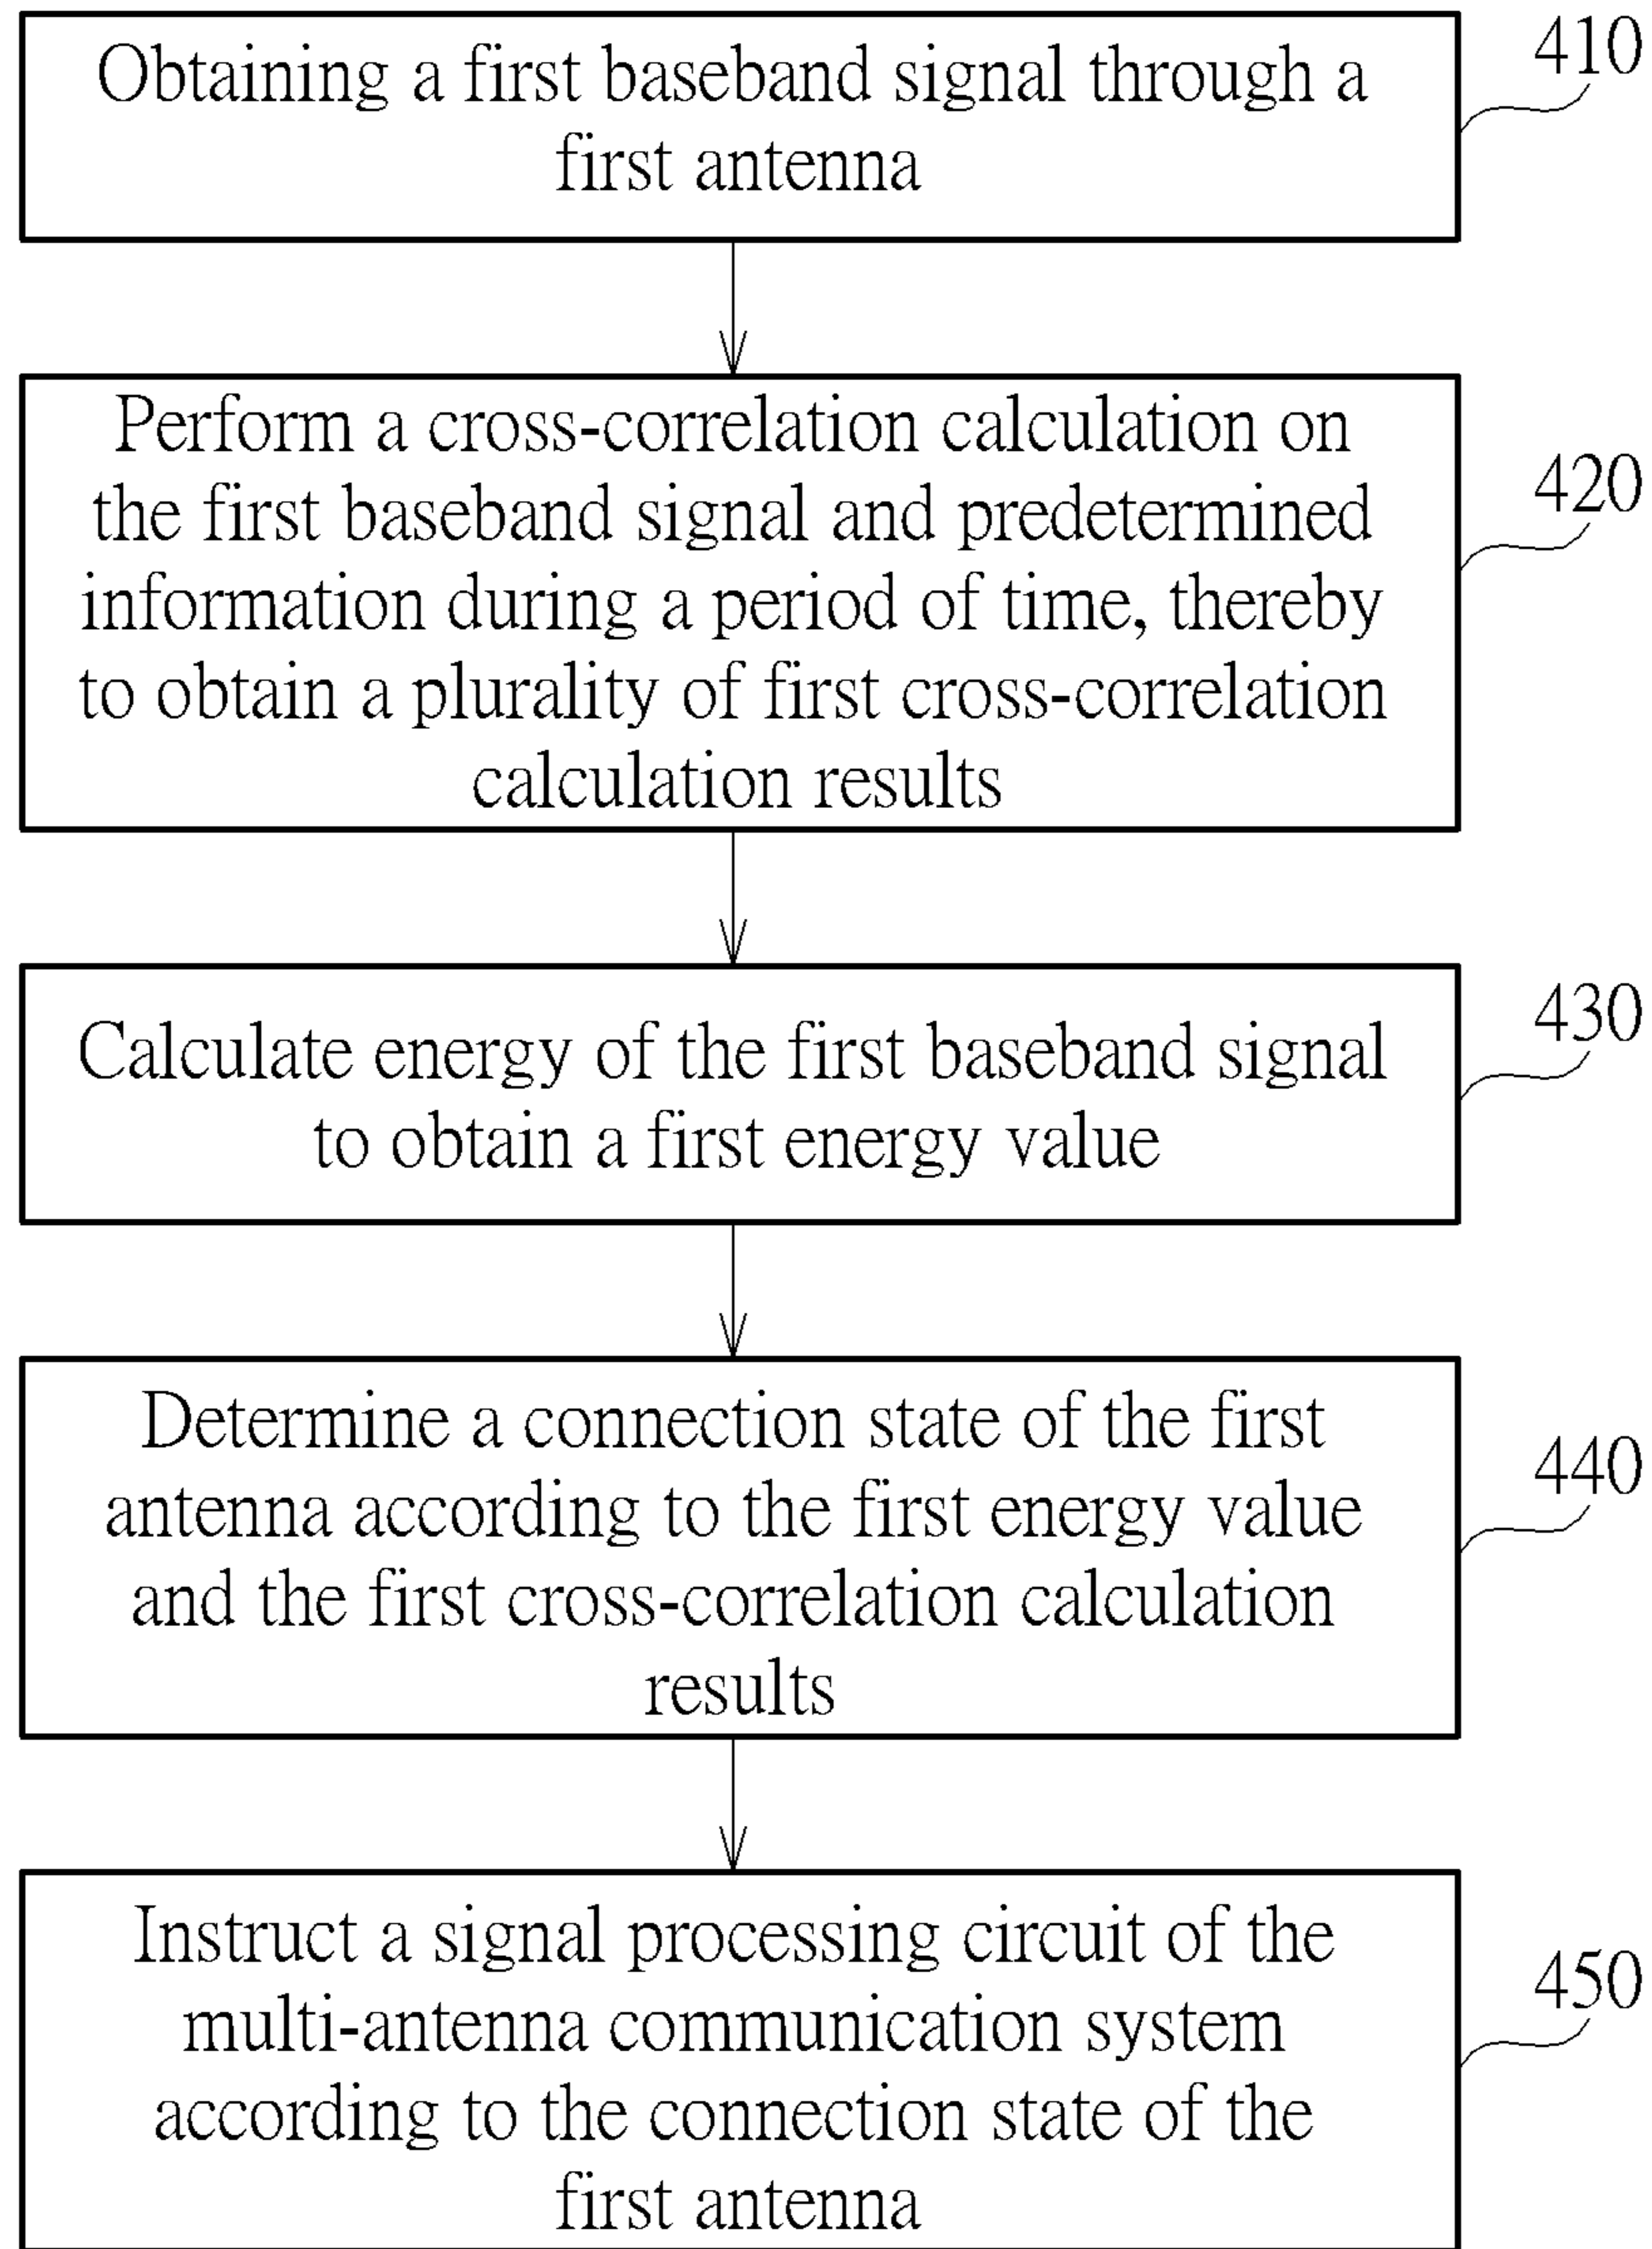 Obtaining a first baseband signal through a
first antenna
410
Perform a cross-correlation calculation on
the first baseband signal and predetermined
information during a period of time, thereby
to obtain a plurality of first cross-correlation
calculation results
420
Calculate energy of the first baseband signal
to obtain a first energy value
430
Determine a connection state of the first
antenna according to the first energy value
and the first cross-correlation calculation
results
440
Instruct a signal processing circuit of the
multi-antenna communication system
according to the connection state of the
first antenna
450